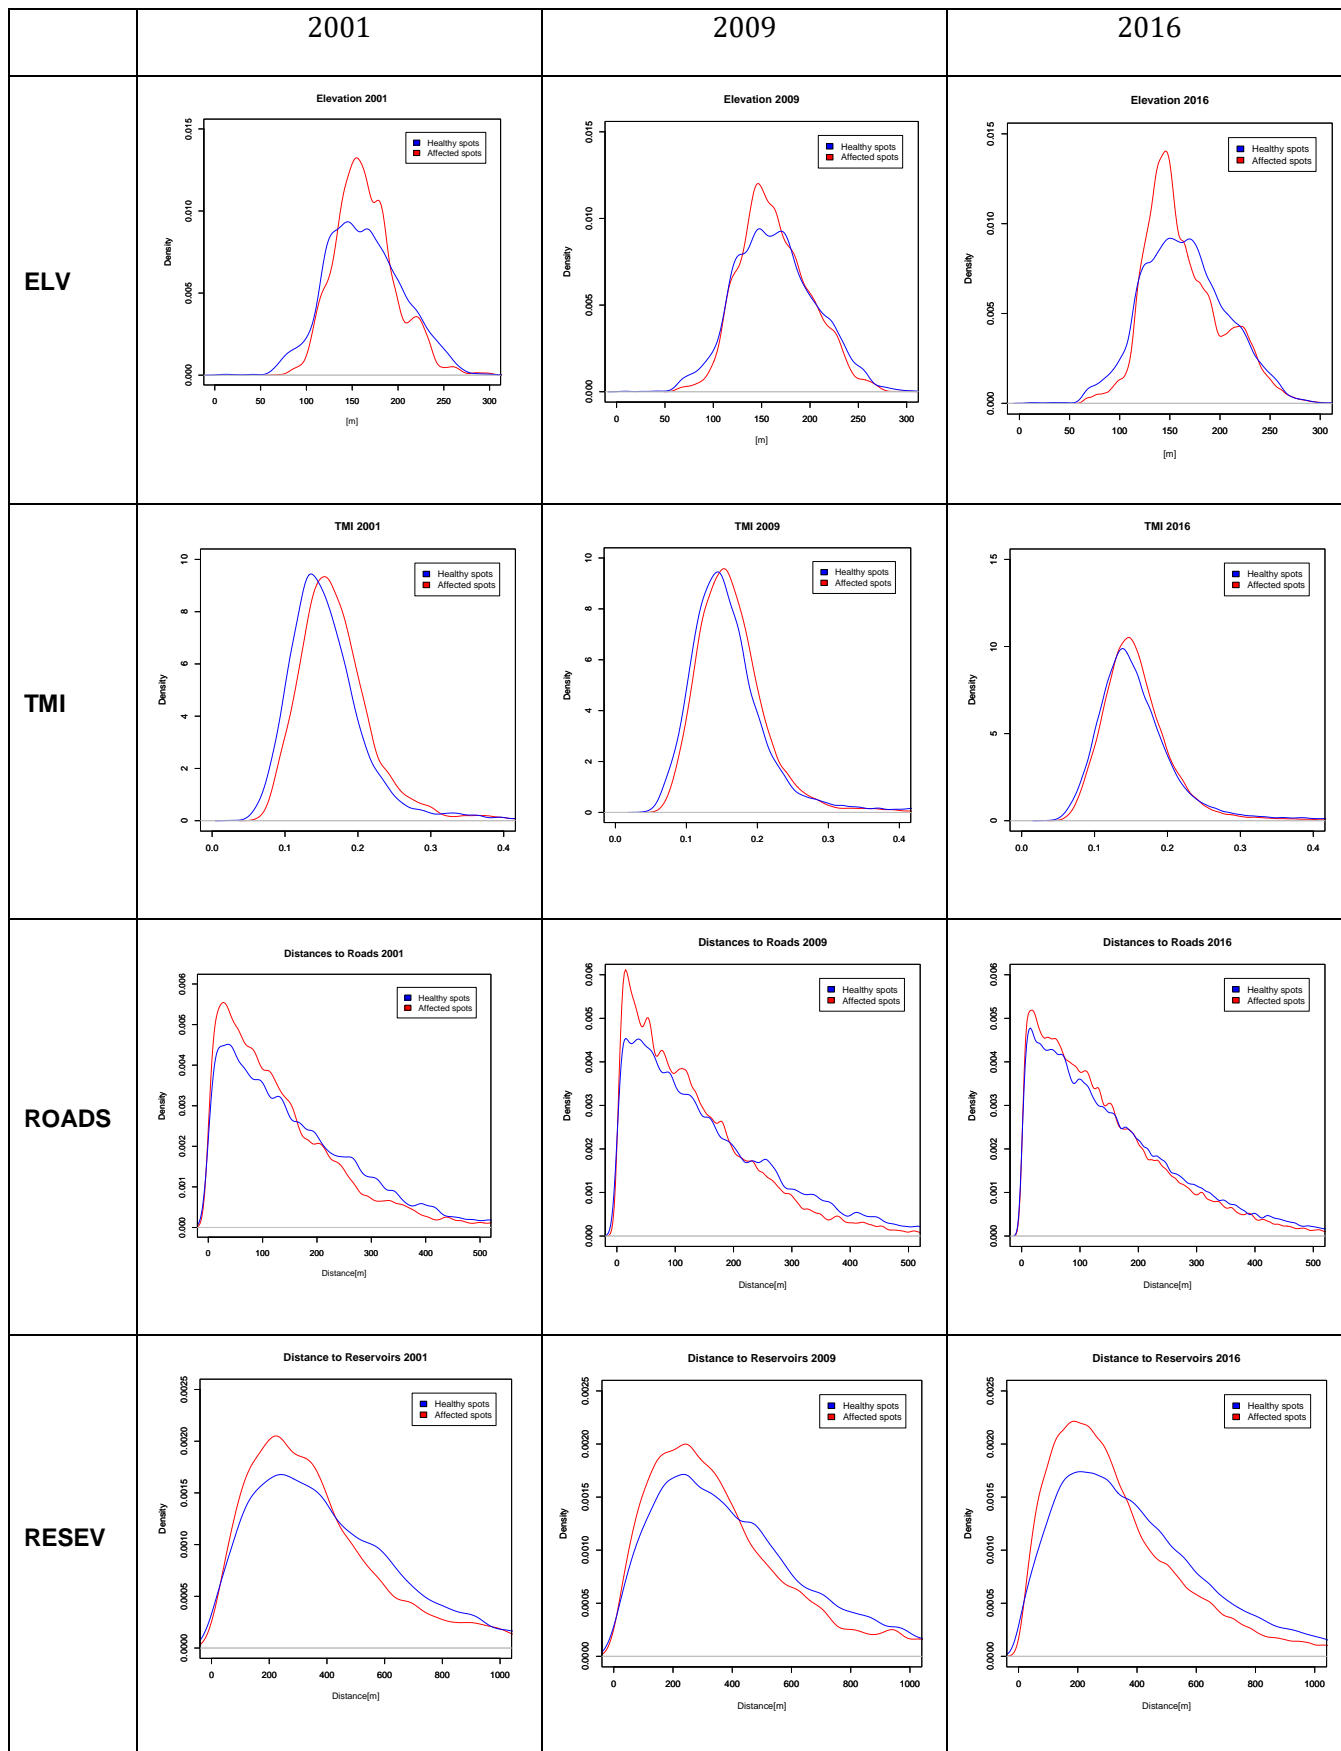 2001 2009 2016
ELV
Elevation 2001
Healthy spots
Affected spots
Density
0.000 0.005 0.010 0.015
0 50 100 150 200 250 300
[m]
Elevation 2009
Healthy spots
Affected spots
Density
0.000 0.005 0.010 0.015
0 50 100 150 200 250 300
[m]
Elevation 2016
Healthy spots
Affected spots
Density
0.000 0.005 0.010 0.015
0 50 100 150 200 250 300
[m]
TMI
TMI 2001
Healthy spots
Affected spots
Density
0 2 4 6 8 10
0.0 0.1 0.2 0.3 0.4
TMI 2009
Healthy spots
Affected spots
Density
0 2 4 6 8 10
0.0 0.1 0.2 0.3 0.4
TMI 2016
Healthy spots
Affected spots
Density
0 5 10 15
0.0 0.1 0.2 0.3 0.4
ROADS
Distances to Roads 2001
Healthy spots
Affected spots
Density
0.000 0.001 0.002 0.003 0.004 0.005 0.006
0 100 200 300 400 500
Distance[m]
Distances to Roads 2009
Healthy spots
Affected spots
Density
0.000 0.001 0.002 0.003 0.004 0.005 0.006
0 100 200 300 400 500
Distance[m]
Distances to Roads 2016
Healthy spots
Affected spots
Density
0.000 0.001 0.002 0.003 0.004 0.005 0.006
0 100 200 300 400 500
Distance[m]
RESEV
Distance to Reservoirs 2001
Healthy spots
Affected spots
Density
0.0000 0.0005 0.0010 0.0015 0.0020 0.0025
0 200 400 600 800 1000
Distance[m]
Distance to Reservoirs 2009
Healthy spots
Affected spots
Density
0.0000 0.0005 0.0010 0.0015 0.0020 0.0025
0 200 400 600 800 1000
Distance[m]
Distance to Reservoirs 2016
Healthy spots
Affected spots
Density
0.0000 0.0005 0.0010 0.0015 0.0020 0.0025
0 200 400 600 800 1000
Distance[m]